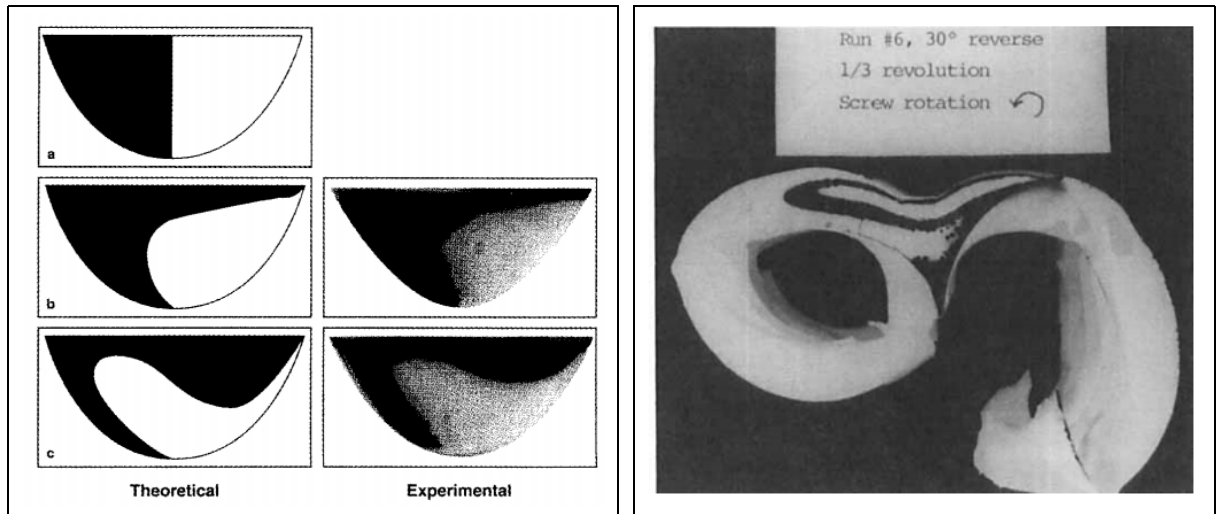 a
b
c
Theoretical
Experimental
Run #6, 30° reverse
1/3 revolution
Screw rotation